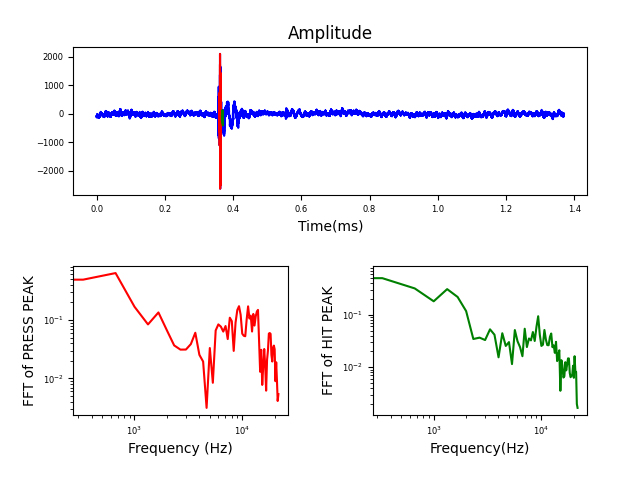 Amplitude
2000
1000
0
−1000
−2000
0.0 0.2 0.4 0.6 0.8 1.0 1.2 1.4
Time(ms)
FFT of PRESS PEAK
10⁻¹
10⁻²
10³ 10⁴
Frequency (Hz)
FFT of HIT PEAK
10⁻¹
10⁻²
10³ 10⁴
Frequency(Hz)